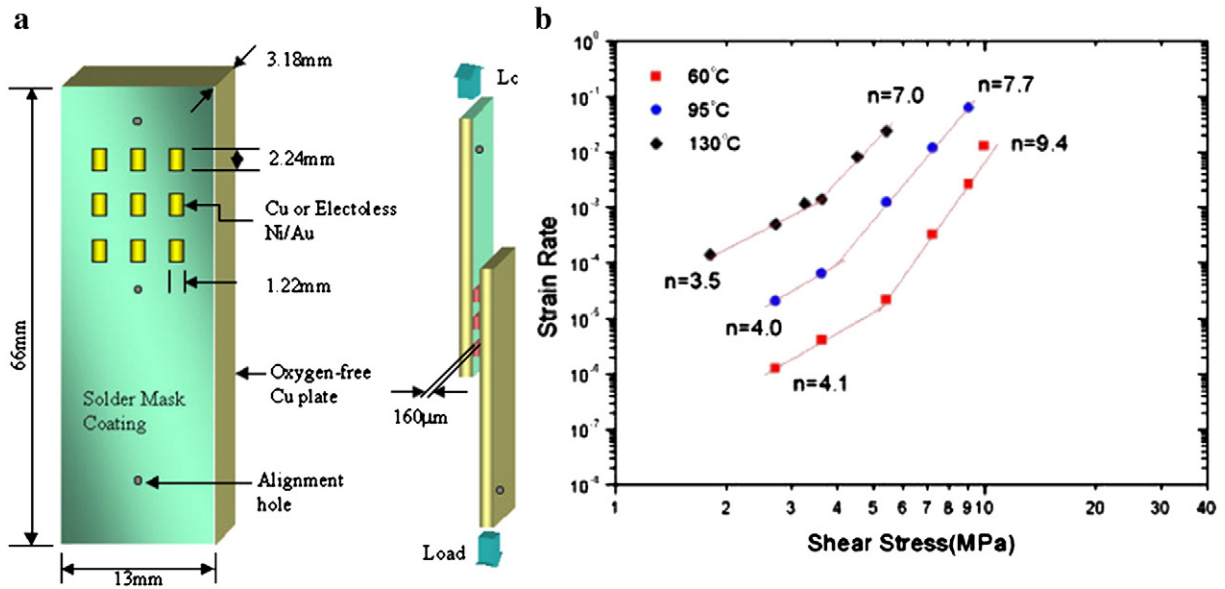 a
3.18mm
2.24mm
Cu or Electoless
Ni/Au
1.22mm
66mm
Oxygen-free
Cu plate
Solder Mask
Coating
Alignment
hole
13mm
Lc
160µm
Load
b
10⁰
10⁻¹
10⁻²
10⁻³
10⁻⁴
10⁻⁵
10⁻⁶
10⁻⁷
10⁻⁸
Strain Rate
60°C
95°C
130°C
n=7.0
n=7.7
n=9.4
n=3.5
n=4.0
n=4.1
1 2 3 4 5 6 7 8 9 10 20 30 40
Shear Stress(MPa)